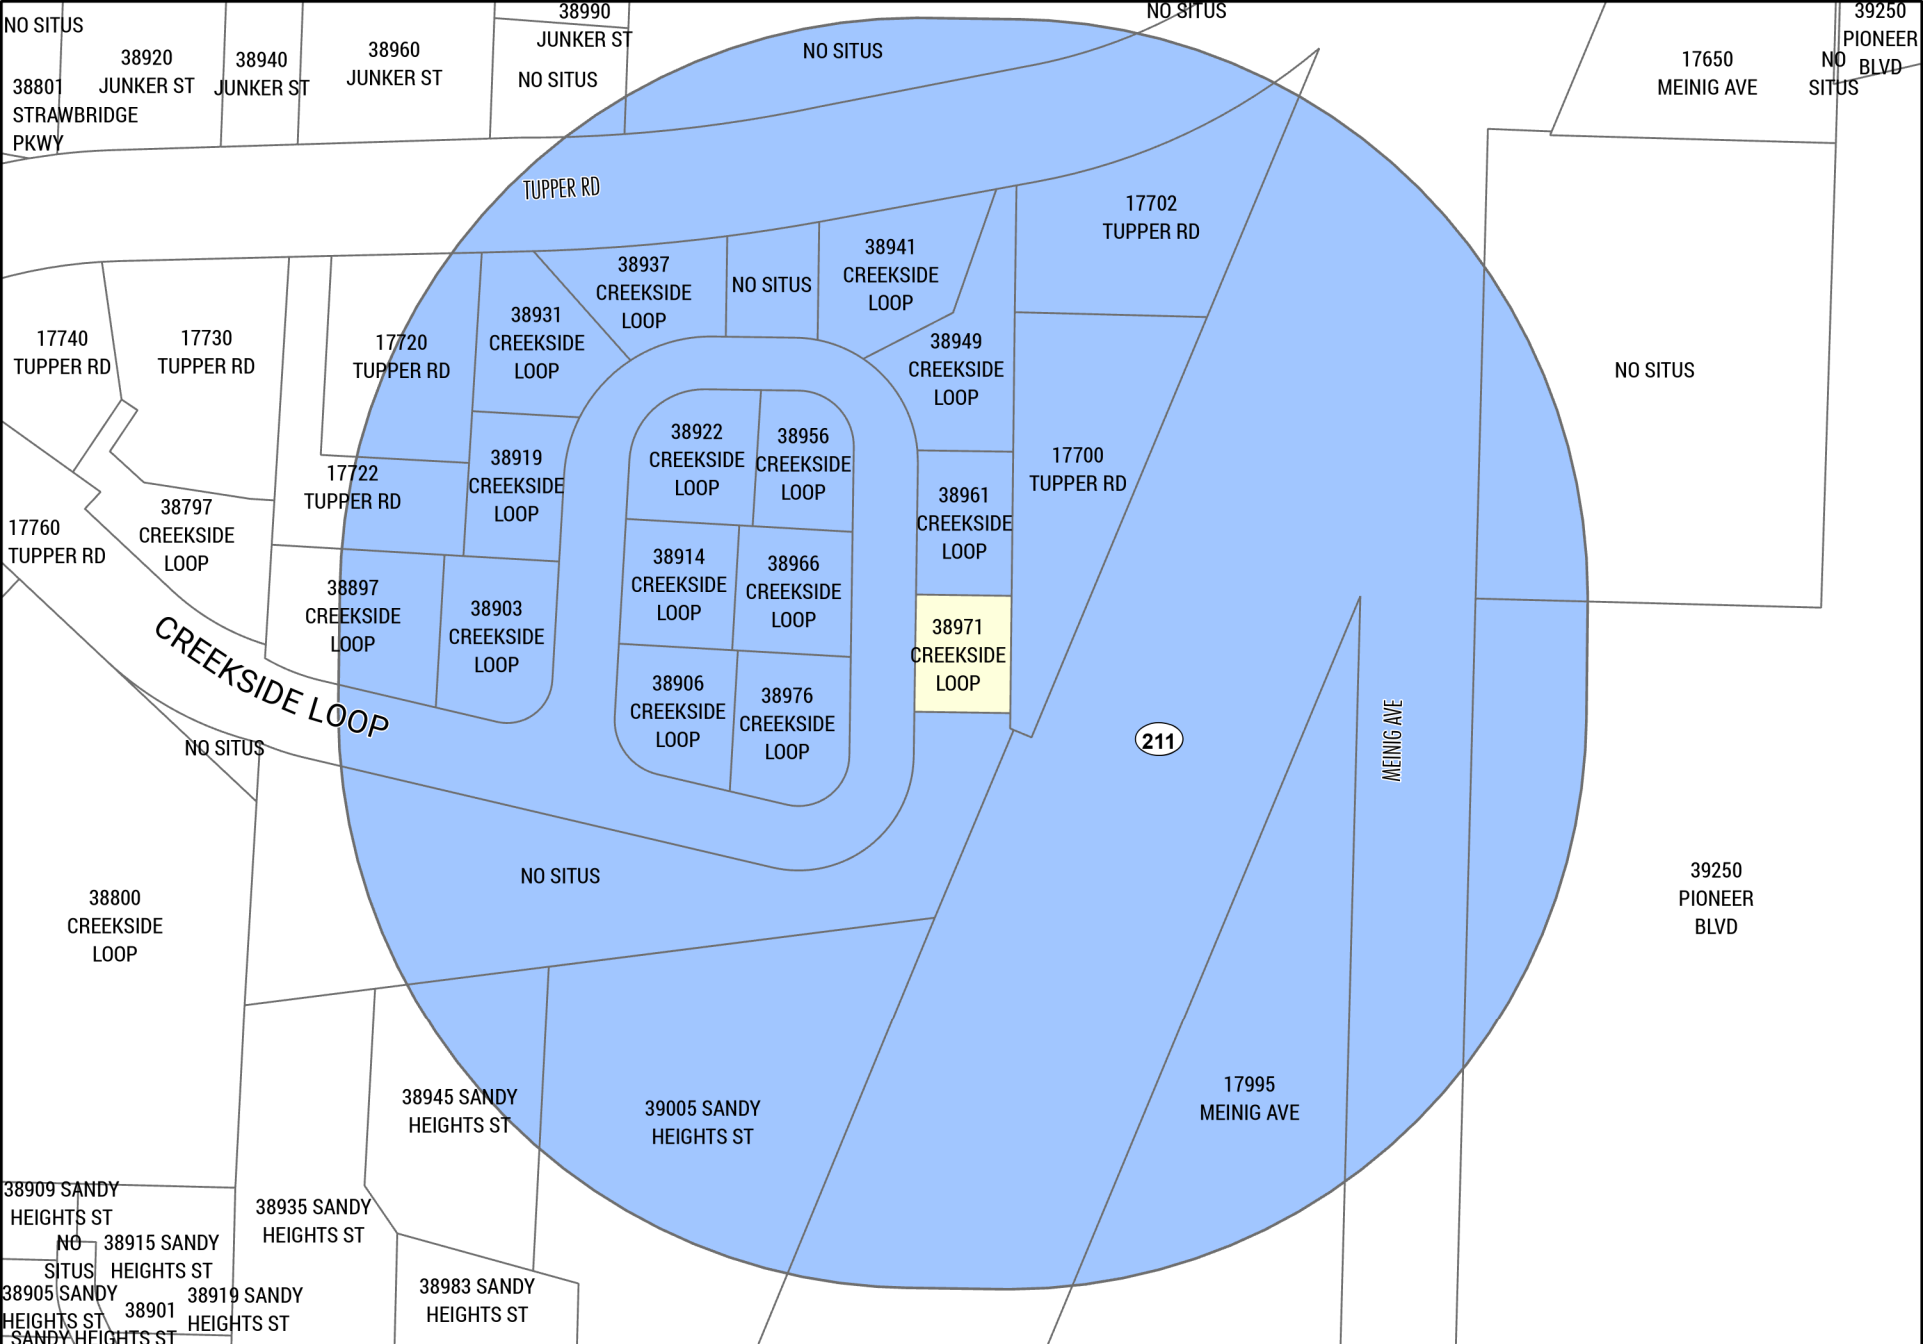 NO SITUS
38920
JUNKER ST
38940
JUNKER ST
38960
JUNKER ST
38990
JUNKER ST
NO SITUS
NO SITUS
NO SITUS
17650
MEINIG AVE
NO
SITUS
39250
PIONEER
BLVD
38801
STRAWBRIDGE
PKWY
TUPPER RD
17702
TUPPER RD
38941
CREEKSIDE
LOOP
38937
CREEKSIDE
LOOP
NO SITUS
38931
CREEKSIDE
LOOP
17740
TUPPER RD
17730
TUPPER RD
17720
TUPPER RD
38949
CREEKSIDE
LOOP
NO SITUS
38922
CREEKSIDE
LOOP
38956
CREEKSIDE
LOOP
38919
CREEKSIDE
LOOP
17722
TUPPER RD
17700
TUPPER RD
38961
CREEKSIDE
LOOP
38797
CREEKSIDE
LOOP
17760
TUPPER RD
38914
CREEKSIDE
LOOP
38966
CREEKSIDE
LOOP
38897
CREEKSIDE
LOOP
38903
CREEKSIDE
LOOP
38971
CREEKSIDE
LOOP
CREEKSIDE LOOP
38906
CREEKSIDE
LOOP
38976
CREEKSIDE
LOOP
211
MEINIG AVE
NO SITUS
NO SITUS
38800
CREEKSIDE
LOOP
39250
PIONEER
BLVD
38945 SANDY
HEIGHTS ST
39005 SANDY
HEIGHTS ST
17995
MEINIG AVE
38909 SANDY
HEIGHTS ST
38935 SANDY
HEIGHTS ST
NO
SITUS
38915 SANDY
HEIGHTS ST
38905 SANDY
HEIGHTS ST
38901
SANDY HEIGHTS ST
38919 SANDY
HEIGHTS ST
38983 SANDY
HEIGHTS ST